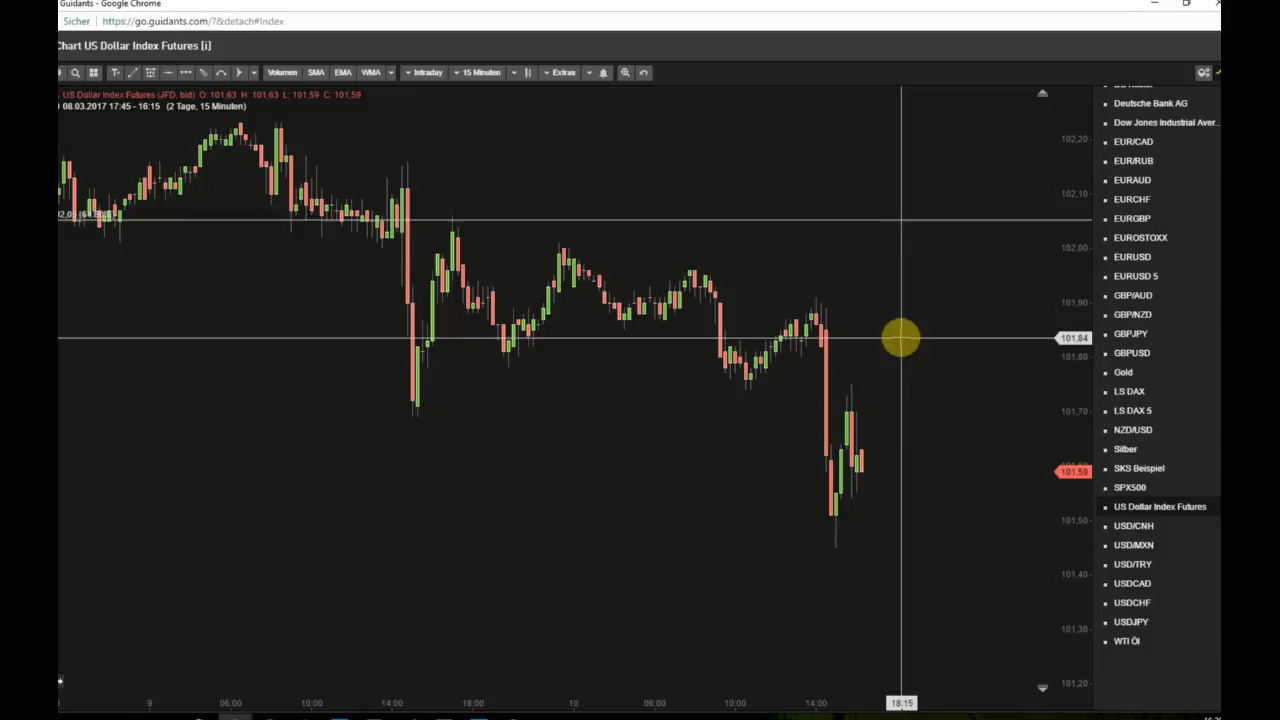 Guidants - Google Chrome
Sicher https://go.guidants.com/?&detach#Index
Chart US Dollar Index Futures [i]
T+ Volumen SMA EMA WMA Intraday 15 Minuten Extras
US Dollar Index Futures (JFD, bid) O: 101,63 H: 101,63 L: 101,59 C: 101,59
08.03.2017 17:45 - 16:15 (2 Tage, 15 Minuten)
102,20
102,10
102,00
101,90
101,84
101,80
101,70
101,59
101,50
101,40
101,30
101,20
9 06:00 10:00 14:00 18:00 10 06:00 10:00 14:00 18:15
Deutsche Bank AG
Dow Jones Industrial Aver...
EUR/CAD
EUR/RUB
EURAUD
EURCHF
EURGBP
EUROSTOXX
EURUSD
EURUSD 5
GBP/AUD
GBP/NZD
GBPJPY
GBPUSD
Gold
LS DAX
LS DAX 5
NZD/USD
Silber
SKS Beispiel
SPX500
US Dollar Index Futures
USD/CNH
USD/MXN
USD/TRY
USDCAD
USDCHF
USDJPY
WTI Öl